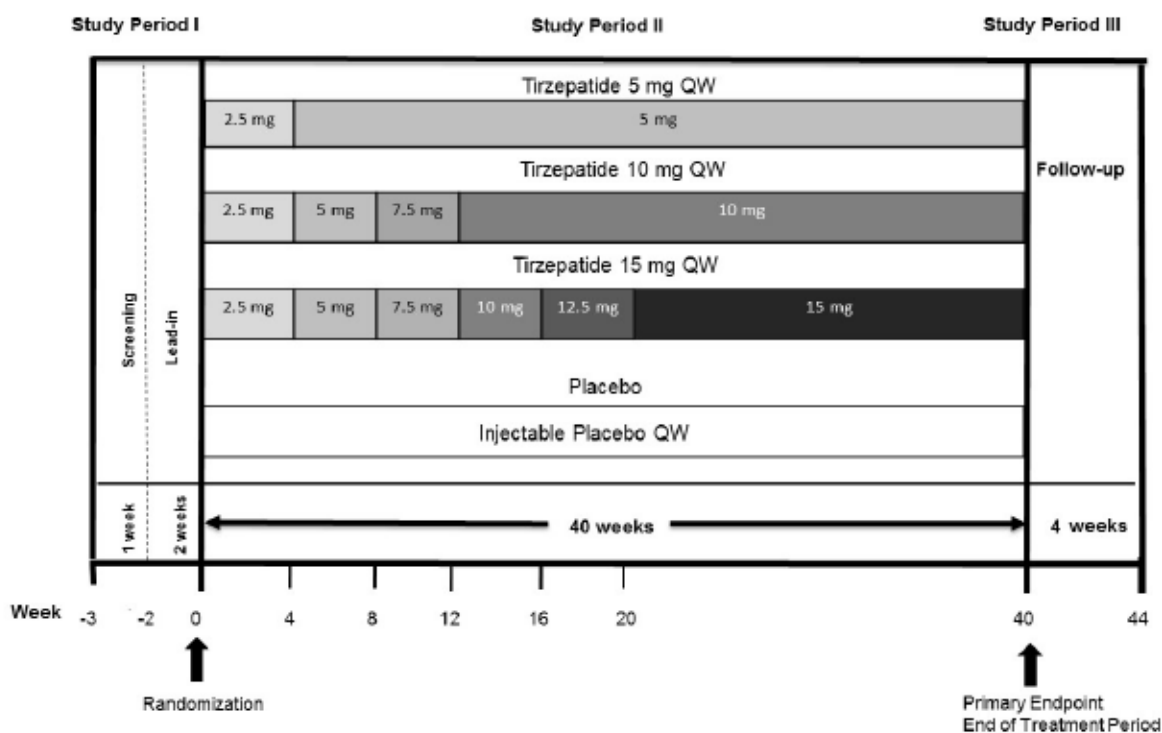 Study Period I Study Period II Study Period III
Tirzepatide 5 mg QW
2.5 mg 5 mg
Tirzepatide 10 mg QW
Follow-up
2.5 mg 5 mg 7.5 mg 10 mg
Tirzepatide 15 mg QW
2.5 mg 5 mg 7.5 mg 10 mg 12.5 mg 15 mg
Screening
Lead-in
Placebo
Injectable Placebo QW
1 week
2 weeks
40 weeks
4 weeks
Week -3 -2 0 4 8 12 16 20 40 44
Randomization
Primary Endpoint
End of Treatment Period